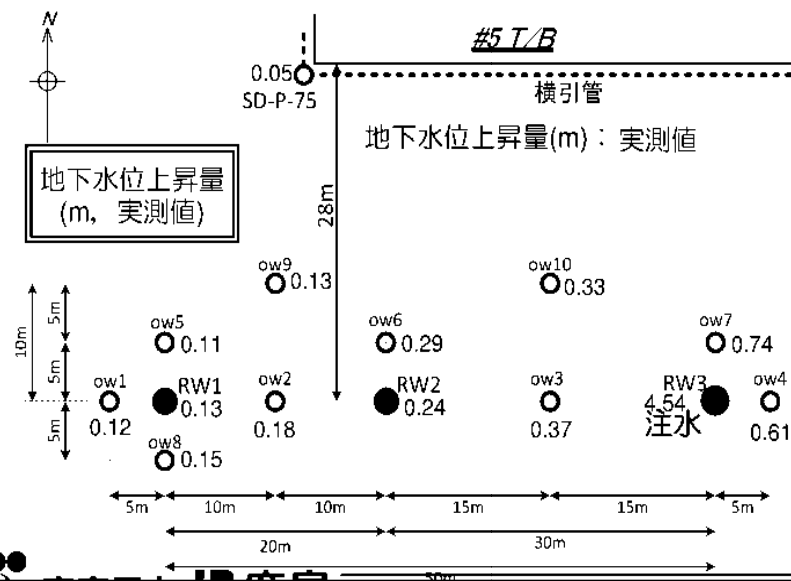 N
#5 T/B
0.05
SD-P-75
横引管
地下水位上昇量(m)：実測値
地下水位上昇量
(m, 実測値)
28m
ow9
0.13
ow10
0.33
10m
5m
5m
5m
ow5
0.11
ow6
0.29
ow7
0.74
ow1
0.12
RW1
0.13
ow2
0.18
RW2
0.24
ow3
0.37
RW3
4.54
注水
ow4
0.61
ow8
0.15
5m
10m
10m
15m
15m
5m
20m
30m
50m